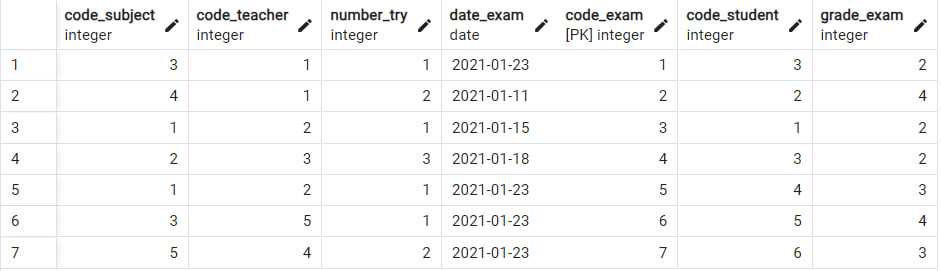 code_subject code_teacher number_try date_exam code_exam code_student grade_exam
integer integer integer date [PK] integer integer integer
1 3 1 1 2021-01-23 1 3 2
2 4 1 2 2021-01-11 2 2 4
3 1 2 1 2021-01-15 3 1 2
4 2 3 3 2021-01-18 4 3 2
5 1 2 1 2021-01-23 5 4 3
6 3 5 1 2021-01-23 6 5 4
7 5 4 2 2021-01-23 7 6 3